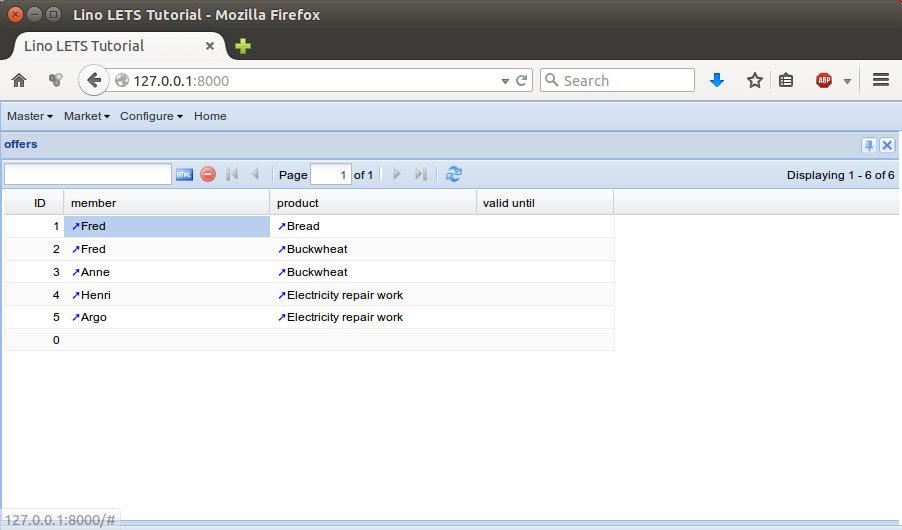 Lino LETS Tutorial - Mozilla Firefox
Lino LETS Tutorial
127.0.0.1:8000 Search ABP
Master Market Configure Home
offers
HTML Page 1 of 1 Displaying 1 - 6 of 6
ID member product valid until
1 Fred Bread
2 Fred Buckwheat
3 Anne Buckwheat
4 Henri Electricity repair work
5 Argo Electricity repair work
0
127.0.0.1:8000/#